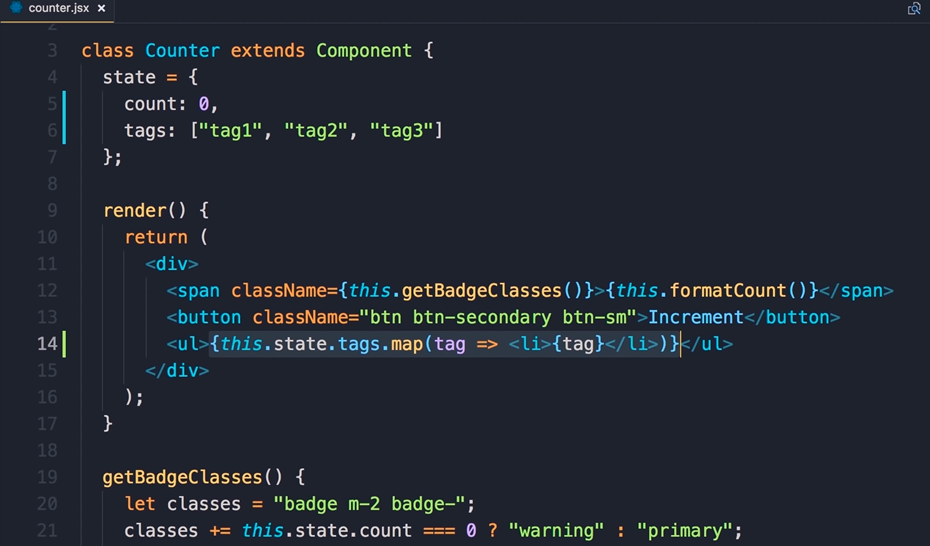 counter.jsx ×
2
3 class Counter extends Component {
4 state = {
5 count: 0,
6 tags: ["tag1", "tag2", "tag3"]
7 };
8
9 render() {
10 return (
11 <div>
12 <span className={this.getBadgeClasses()}>{this.formatCount()}</span>
13 <button className="btn btn-secondary btn-sm">Increment</button>
14 <ul>{this.state.tags.map(tag => <li>{tag}</li>)}</ul>
15 </div>
16 );
17 }
18
19 getBadgeClasses() {
20 let classes = "badge m-2 badge-";
21 classes += this.state.count === 0 ? "warning" : "primary";